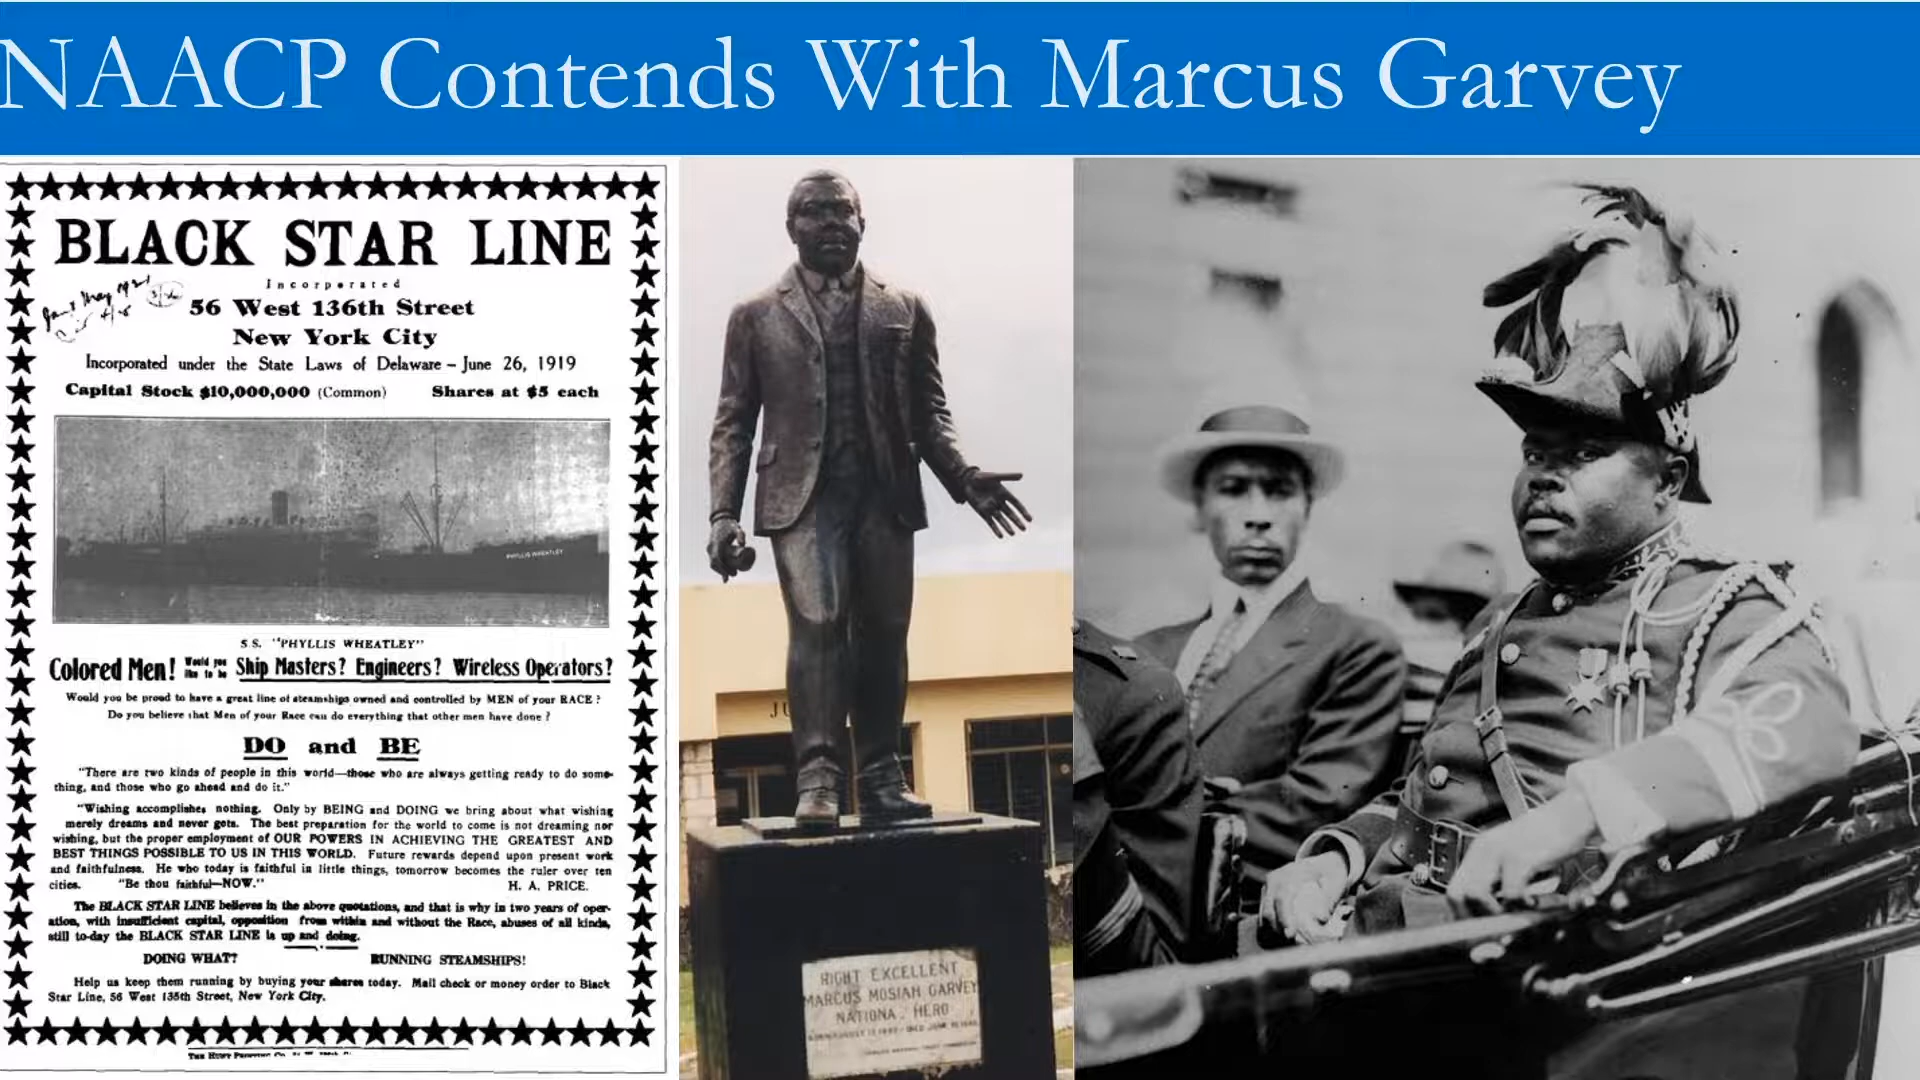 NAACP Contends With Marcus Garvey
BLACK STAR LINE
Incorporated
56 West 136th Street
New York City
Incorporated under the State Laws of Delaware – June 26, 1919
Capital Stock $10,000,000 (Common) Shares at $5 each
PHYLLIS WHEATLEY
S.S. "PHYLLIS WHEATLEY"
Colored Men! Would you like to be Ship Masters? Engineers? Wireless Operators?
Would you be proud to have a great line of steamships owned and controlled by MEN of your RACE?
Do you believe that Men of your Race can do everything that other men have done?
DO and BE
"There are two kinds of people in this world—those who are always getting ready to do some-
thing, and those who go ahead and do it."
"Wishing accomplishes nothing. Only by BEING and DOING we bring about what wishing
merely dreams and never gets. The best preparation for the world to come is not dreaming nor
wishing, but the proper employment of OUR POWERS IN ACHIEVING THE GREATEST AND
BEST THINGS POSSIBLE TO US IN THIS WORLD. Future rewards depend upon present work
and faithfulness. He who today is faithful in little things, tomorrow becomes the ruler over ten
cities. "Be thou faithful—NOW." H. A. PRICE.
The BLACK STAR LINE believes in the above quotations, and that is why in two years of oper-
ation, with insufficient capital, opposition from within and without the Race, abuses of all kinds,
still to-day the BLACK STAR LINE is up and doing.
DOING WHAT? RUNNING STEAMSHIPS!
Help us keep them running by buying your shares today. Mail check or money order to Black
Star Line, 56 West 135th Street, New York City.
JU
RIGHT EXCELLENT
MARCUS MOSIAH GARVEY
NATIONAL HERO